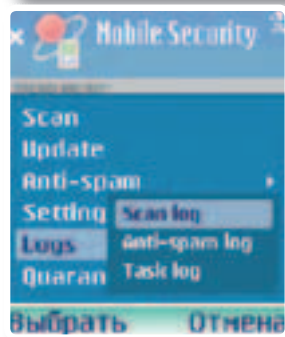 Mobile Security
Scan
Update
Anti-spam
Setting Scan log
Logs Anti-spam log
Quaran Task log
Выбрать Отмена